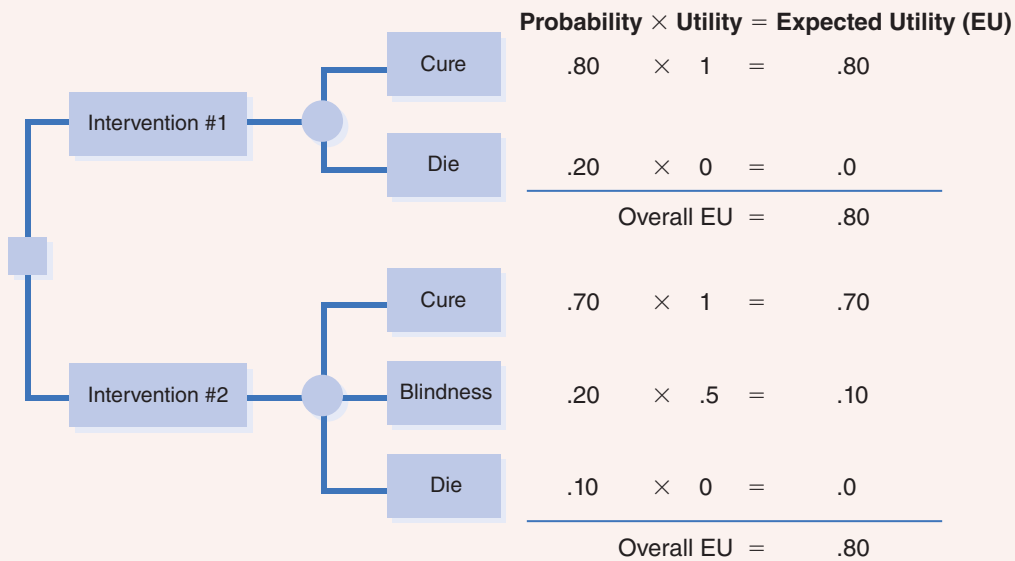 Probability × Utility = Expected Utility (EU)
Cure .80 × 1 = .80
Intervention #1
Die .20 × 0 = .0
Overall EU = .80
Cure .70 × 1 = .70
Intervention #2 Blindness .20 × .5 = .10
Die .10 × 0 = .0
Overall EU = .80